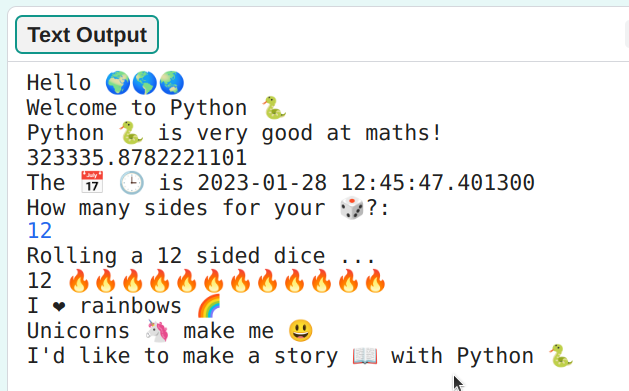 Text Output
Hello 🌍🌎🌏
Welcome to Python 🐍
Python 🐍 is very good at maths!
323335.8782221101
The 📅 🕒 is 2023-01-28 12:45:47.401300
How many sides for your 🎲?:
12
Rolling a 12 sided dice ...
12 🔥🔥🔥🔥🔥🔥🔥🔥🔥🔥🔥🔥
I ❤ rainbows 🌈
Unicorns 🦄 make me 😃
I'd like to make a story 📖 with Python 🐍